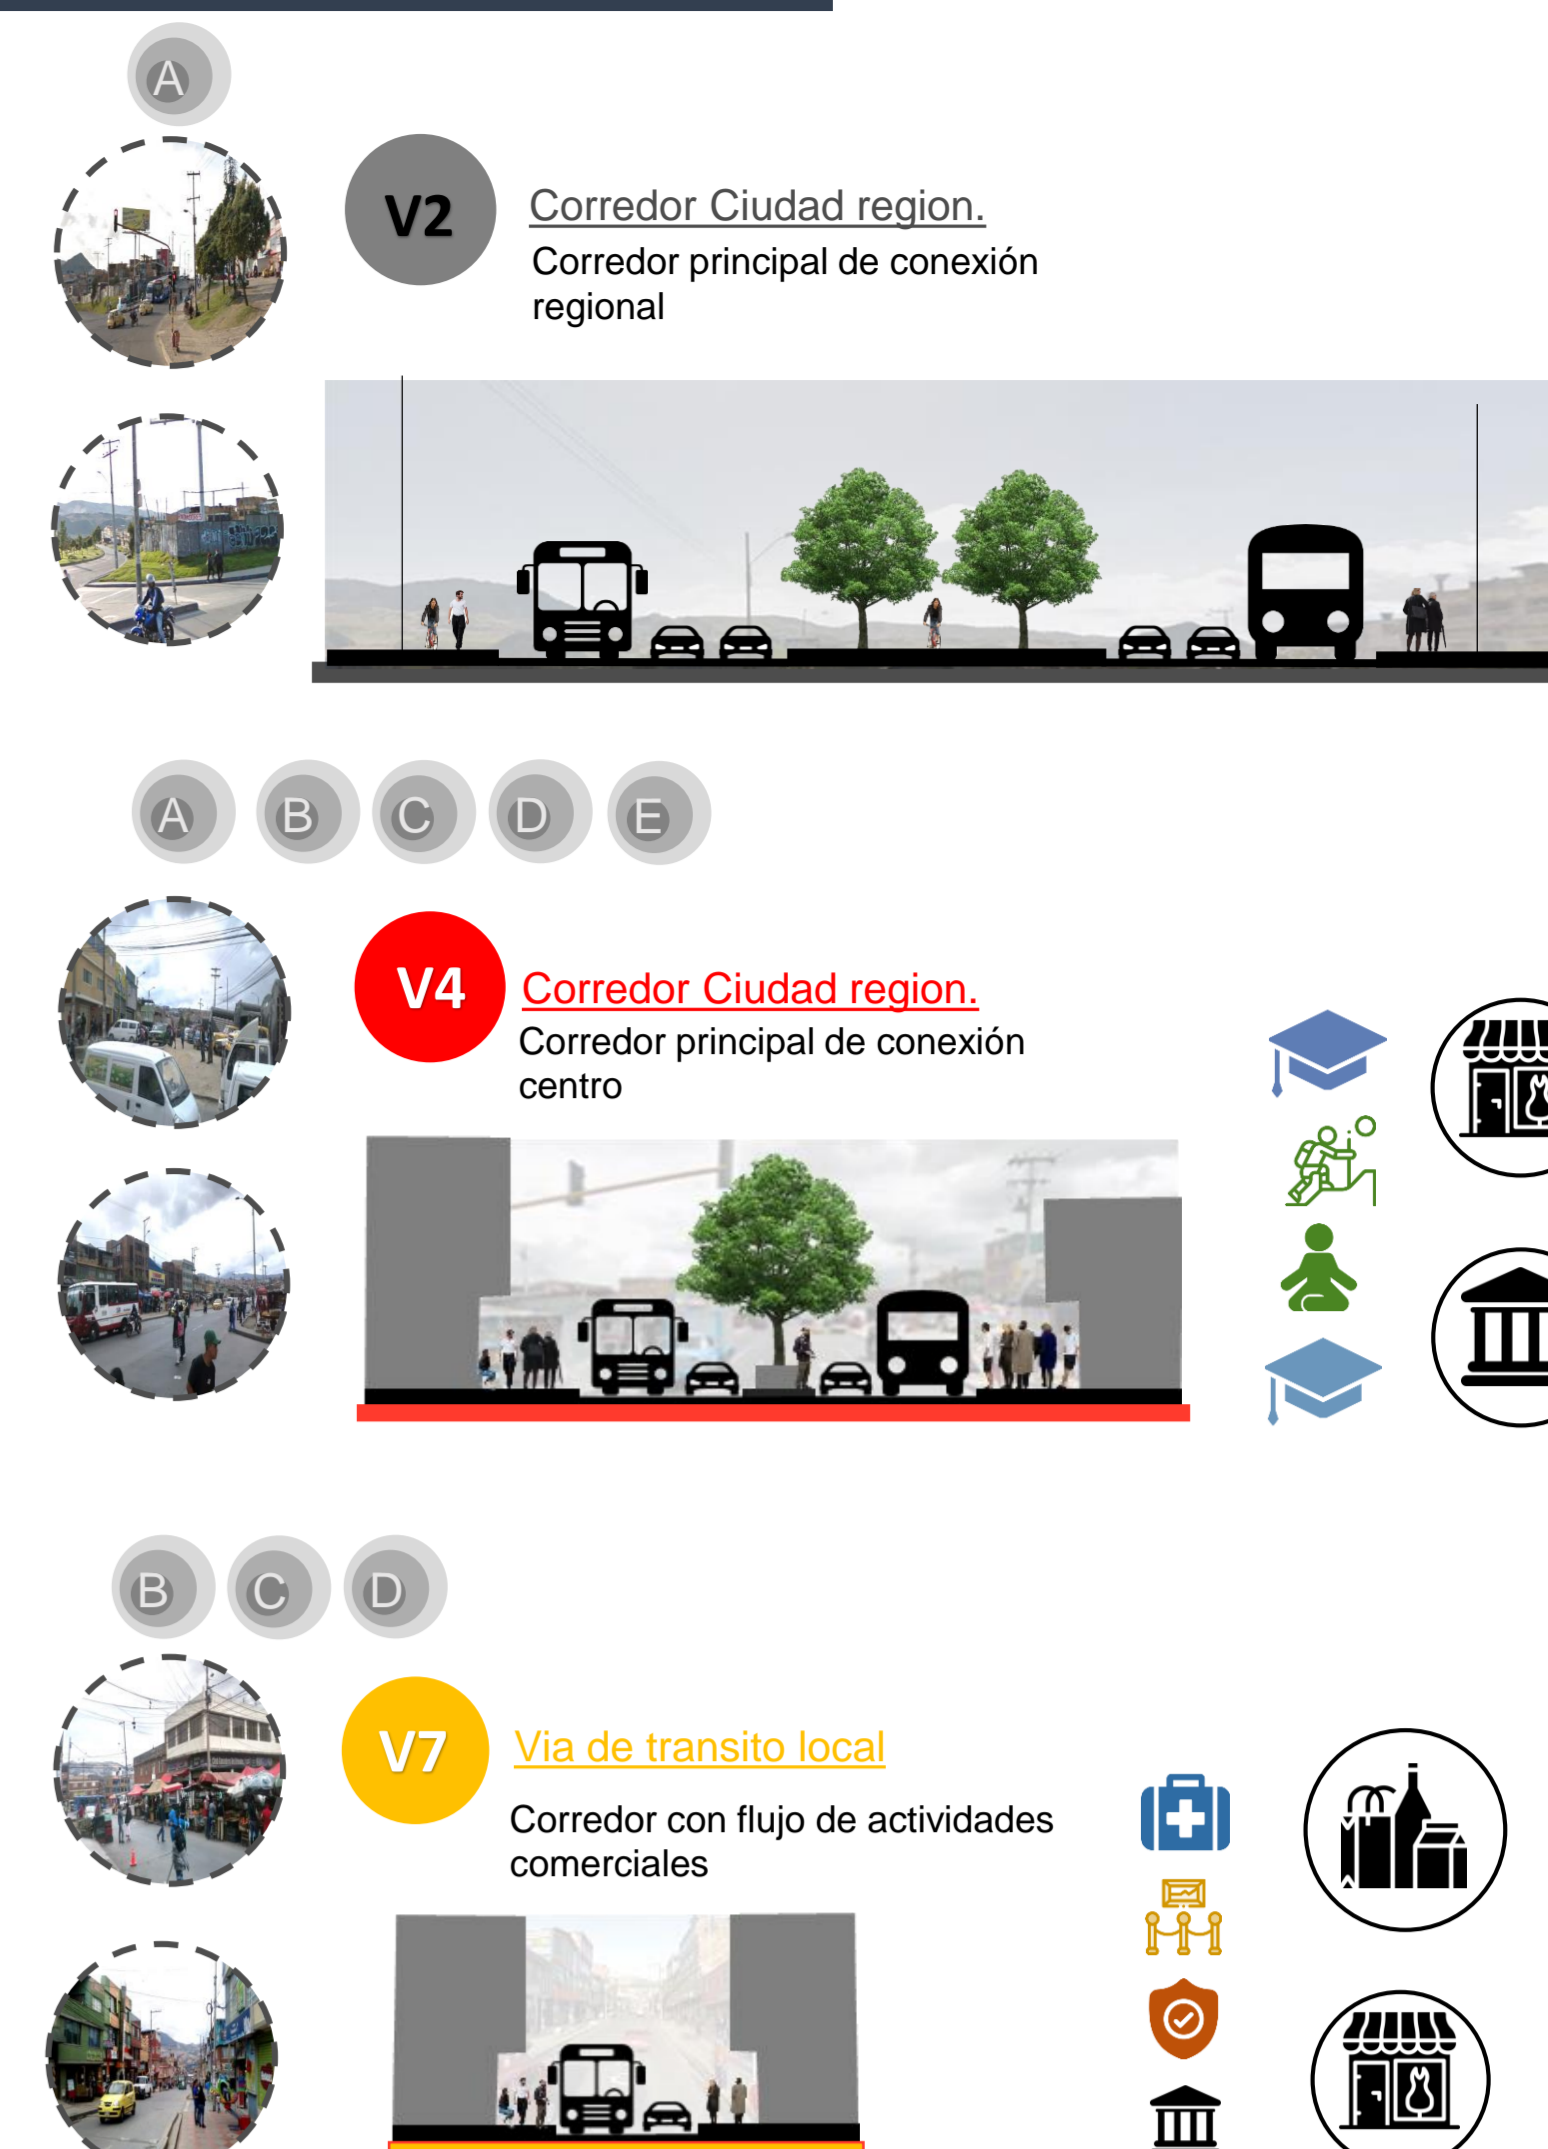 A
V2
Corredor Ciudad region.
Corredor principal de conexión
regional
A B C D E
V4
Corredor Ciudad region.
Corredor principal de conexión
centro
B C D
V7
Via de transito local
Corredor con flujo de actividades
comerciales